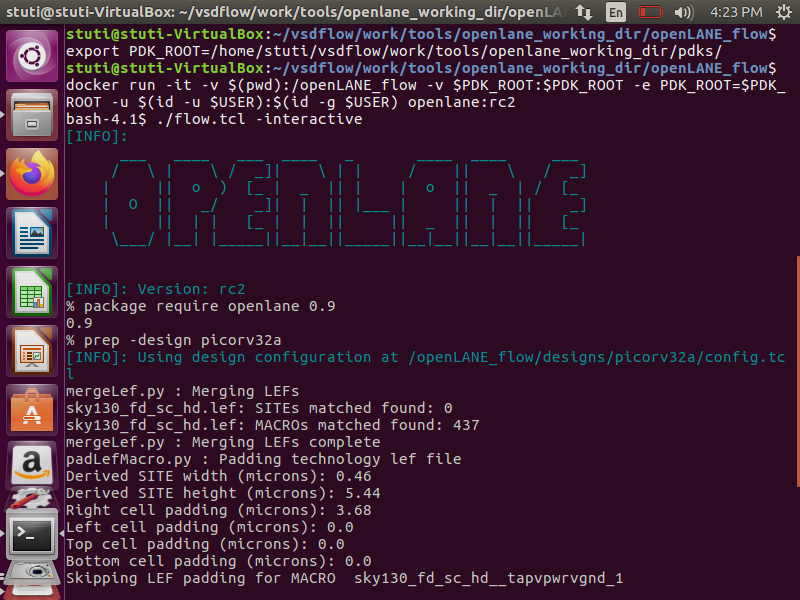 stuti@stuti-VirtualBox: ~/vsdflow/work/tools/openlane_working_dir/openLA
En
4:23 PM
stuti@stuti-VirtualBox:~/vsdflow/work/tools/openlane_working_dir/openLANE_flow$
export PDK_ROOT=/home/stuti/vsdflow/work/tools/openlane_working_dir/pdks/
stuti@stuti-VirtualBox:~/vsdflow/work/tools/openlane_working_dir/openLANE_flow$
docker run -it -v $(pwd):/openLANE_flow -v $PDK_ROOT:$PDK_ROOT -e PDK_ROOT=$PDK_
ROOT -u $(id -u $USER):$(id -g $USER) openlane:rc2
bash-4.1$ ./flow.tcl -interactive
[INFO]:
OPENLANE
[INFO]: Version: rc2
% package require openlane 0.9
0.9
% prep -design picorv32a
[INFO]: Using design configuration at /openLANE_flow/designs/picorv32a/config.tc
l
mergeLef.py : Merging LEFs
sky130_fd_sc_hd.lef: SITEs matched found: 0
sky130_fd_sc_hd.lef: MACROs matched found: 437
mergeLef.py : Merging LEFs complete
padLefMacro.py : Padding technology lef file
Derived SITE width (microns): 0.46
Derived SITE height (microns): 5.44
Right cell padding (microns): 3.68
Left cell padding (microns): 0.0
Top cell padding (microns): 0.0
Bottom cell padding (microns): 0.0
Skipping LEF padding for MACRO  sky130_fd_sc_hd__tapvpwrvgnd_1